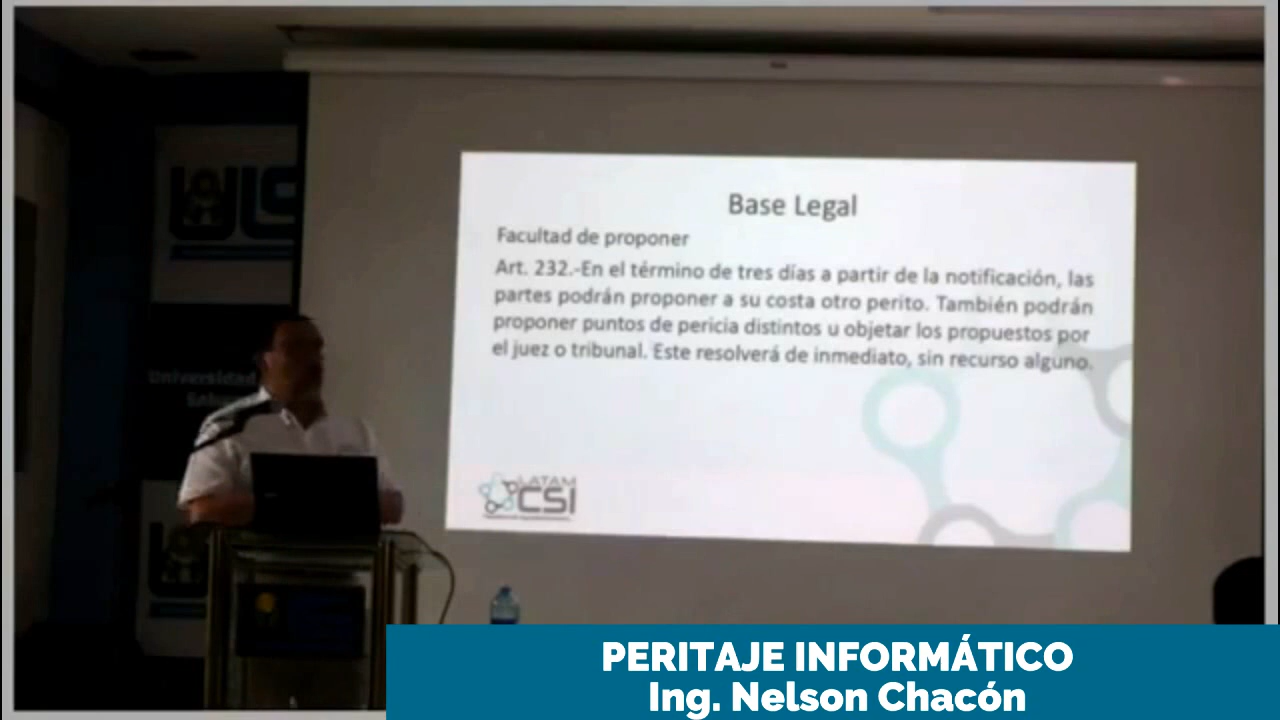 Base Legal
Facultad de proponer
Art. 232.-En el término de tres días a partir de la notificación, las
partes podrán proponer a su costa otro perito. También podrán
proponer puntos de pericia distintos u objetar los propuestos por
el juez o tribunal. Este resolverá de inmediato, sin recurso alguno.
LATAM
CSI
Universidad
PERITAJE INFORMÁTICO
Ing. Nelson Chacón